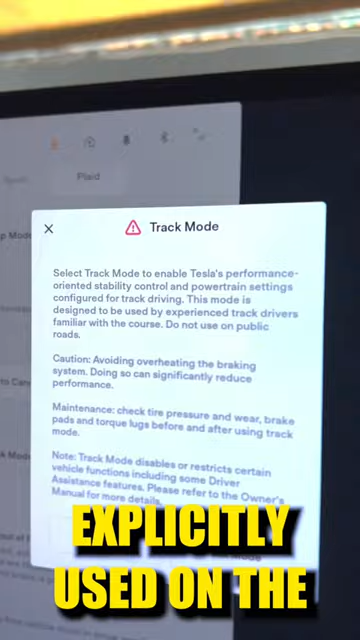 Plaid
Track Mode
Select Track Mode to enable Tesla's performance-
oriented stability control and powertrain settings
configured for track driving. This mode is
designed to be used by experienced track drivers
familiar with the course. Do not use on public
roads.
Caution: Avoiding overheating the braking
system. Doing so can significantly reduce
performance.
Maintenance: check tire pressure and wear, brake
pads and torque lugs before and after using track
mode.
Note: Track Mode disables or restricts certain
vehicle functions including some Driver
Assistance features. Please refer to the Owner's
Manual for more details.
EXPLICITLY
USED ON THE